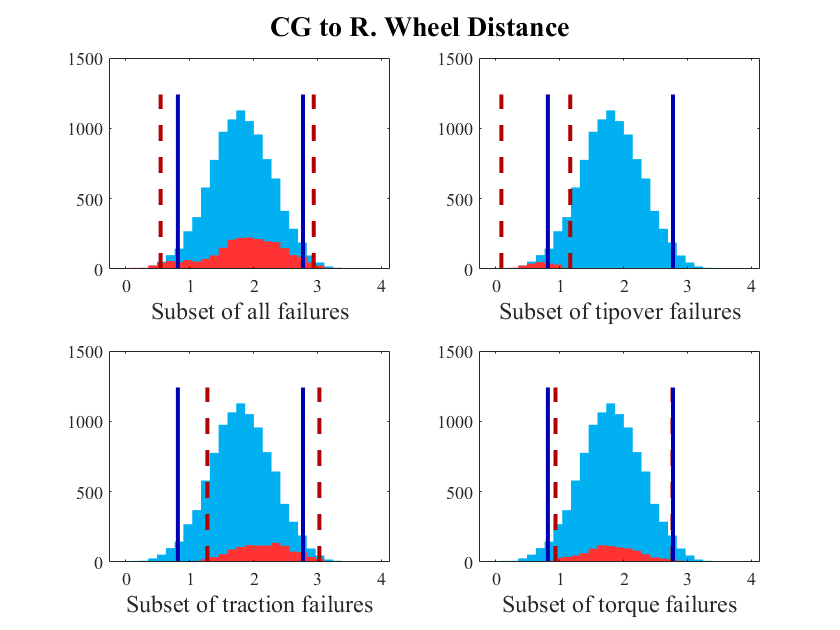 CG to R. Wheel Distance
1500
1000
500
0
0 1 2 3 4
Subset of all failures
1500
1000
500
0
0 1 2 3 4
Subset of tipover failures
1500
1000
500
0
0 1 2 3 4
Subset of traction failures
1500
1000
500
0
0 1 2 3 4
Subset of torque failures